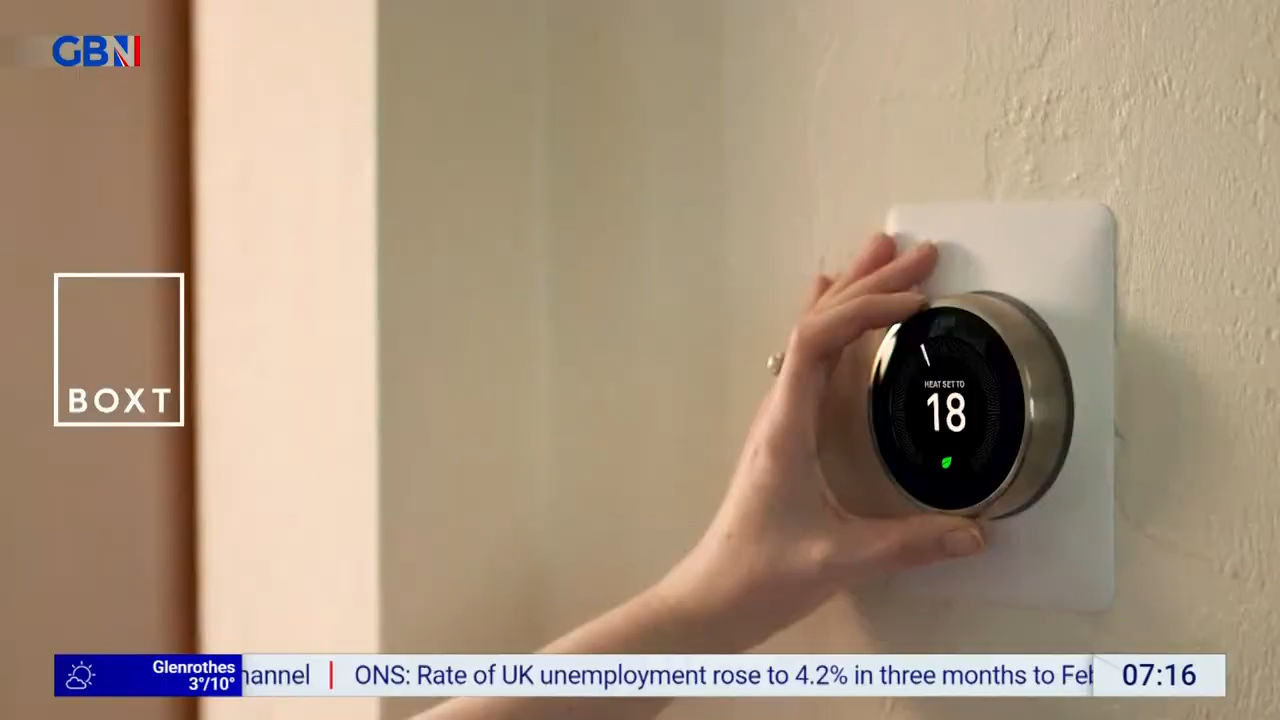 GBN
BOXT
HEAT SET TO
18
Glenrothes
3°/10°
hannel | ONS: Rate of UK unemployment rose to 4.2% in three months to Feb
07:16